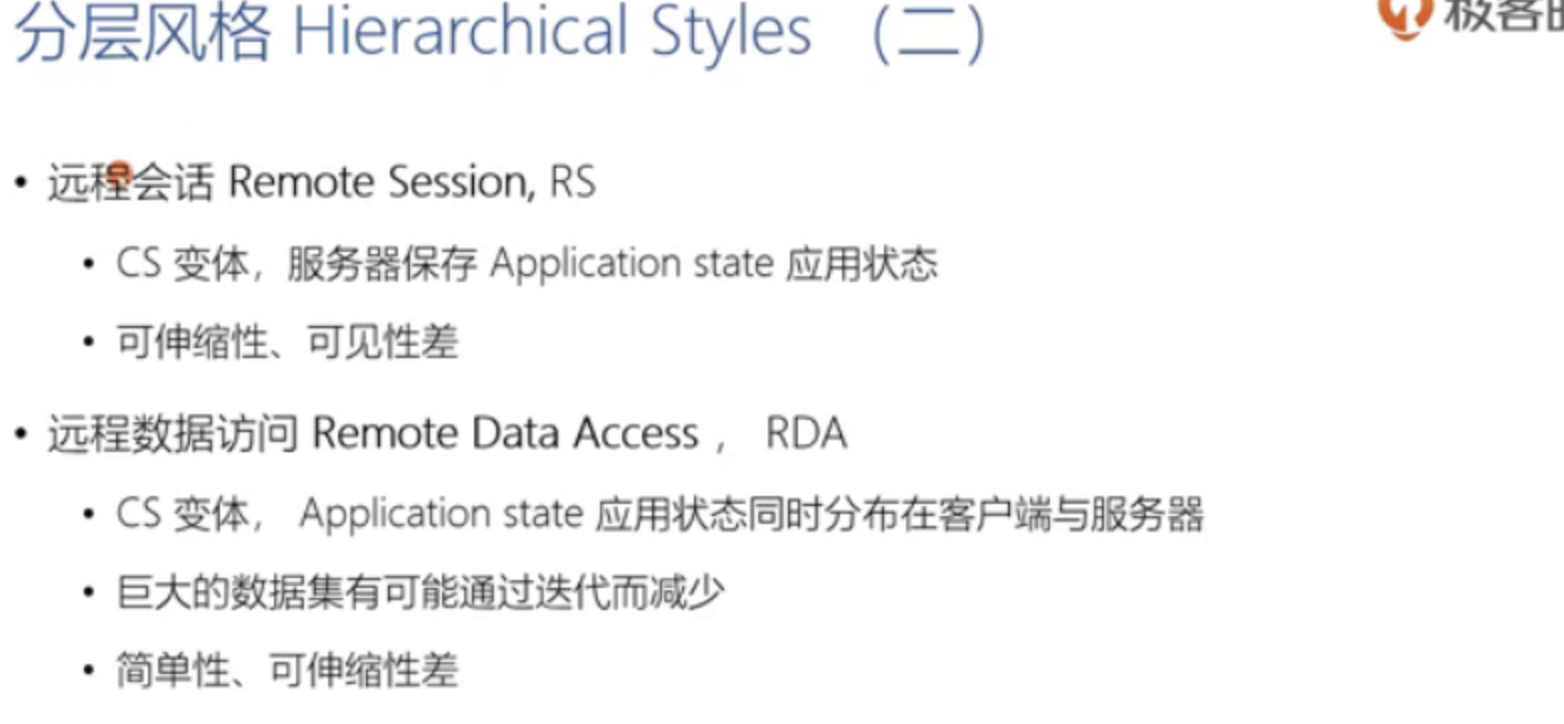 分层风格 Hierarchical Styles （二）
极客
• 远程会话 Remote Session, RS
• CS 变体，服务器保存 Application state 应用状态
• 可伸缩性、可见性差
• 远程数据访问 Remote Data Access ， RDA
• CS 变体， Application state 应用状态同时分布在客户端与服务器
• 巨大的数据集有可能通过迭代而减少
• 简单性、可伸缩性差